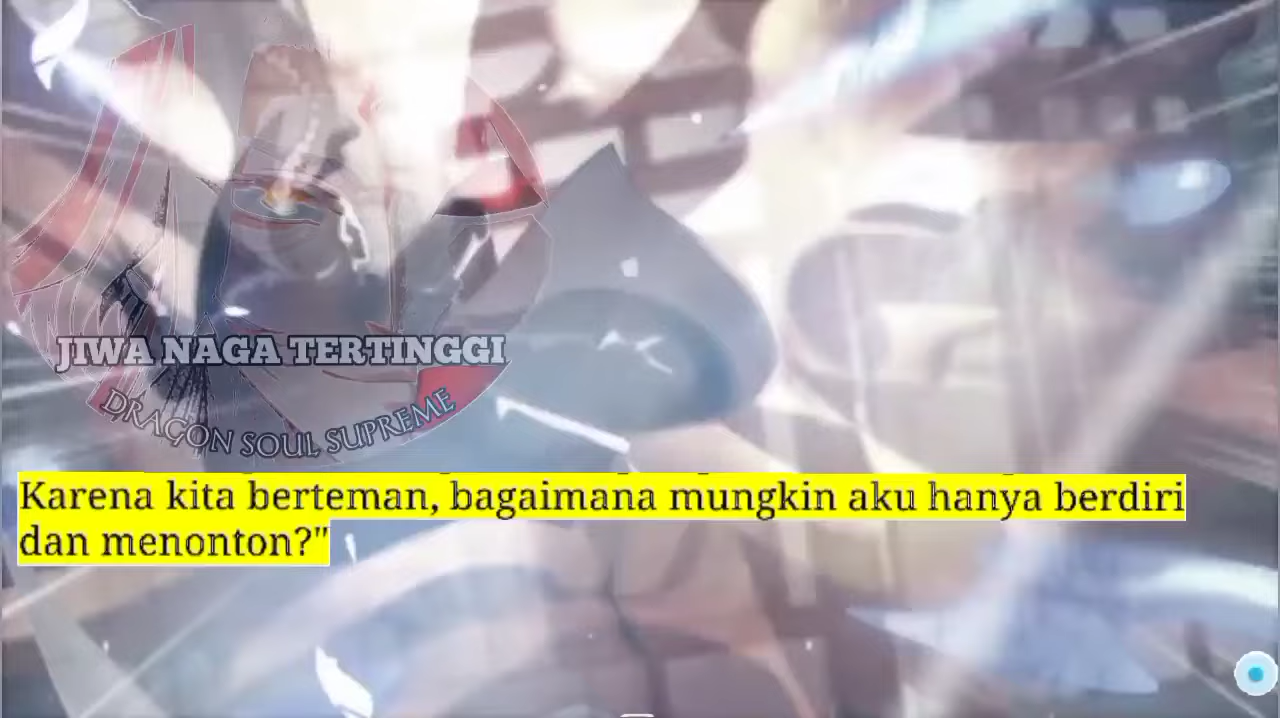 JIWA NAGA TERTINGGI
DRAGON SOUL SUPREME
Karena kita berteman, bagaimana mungkin aku hanya berdiri
dan menonton?"